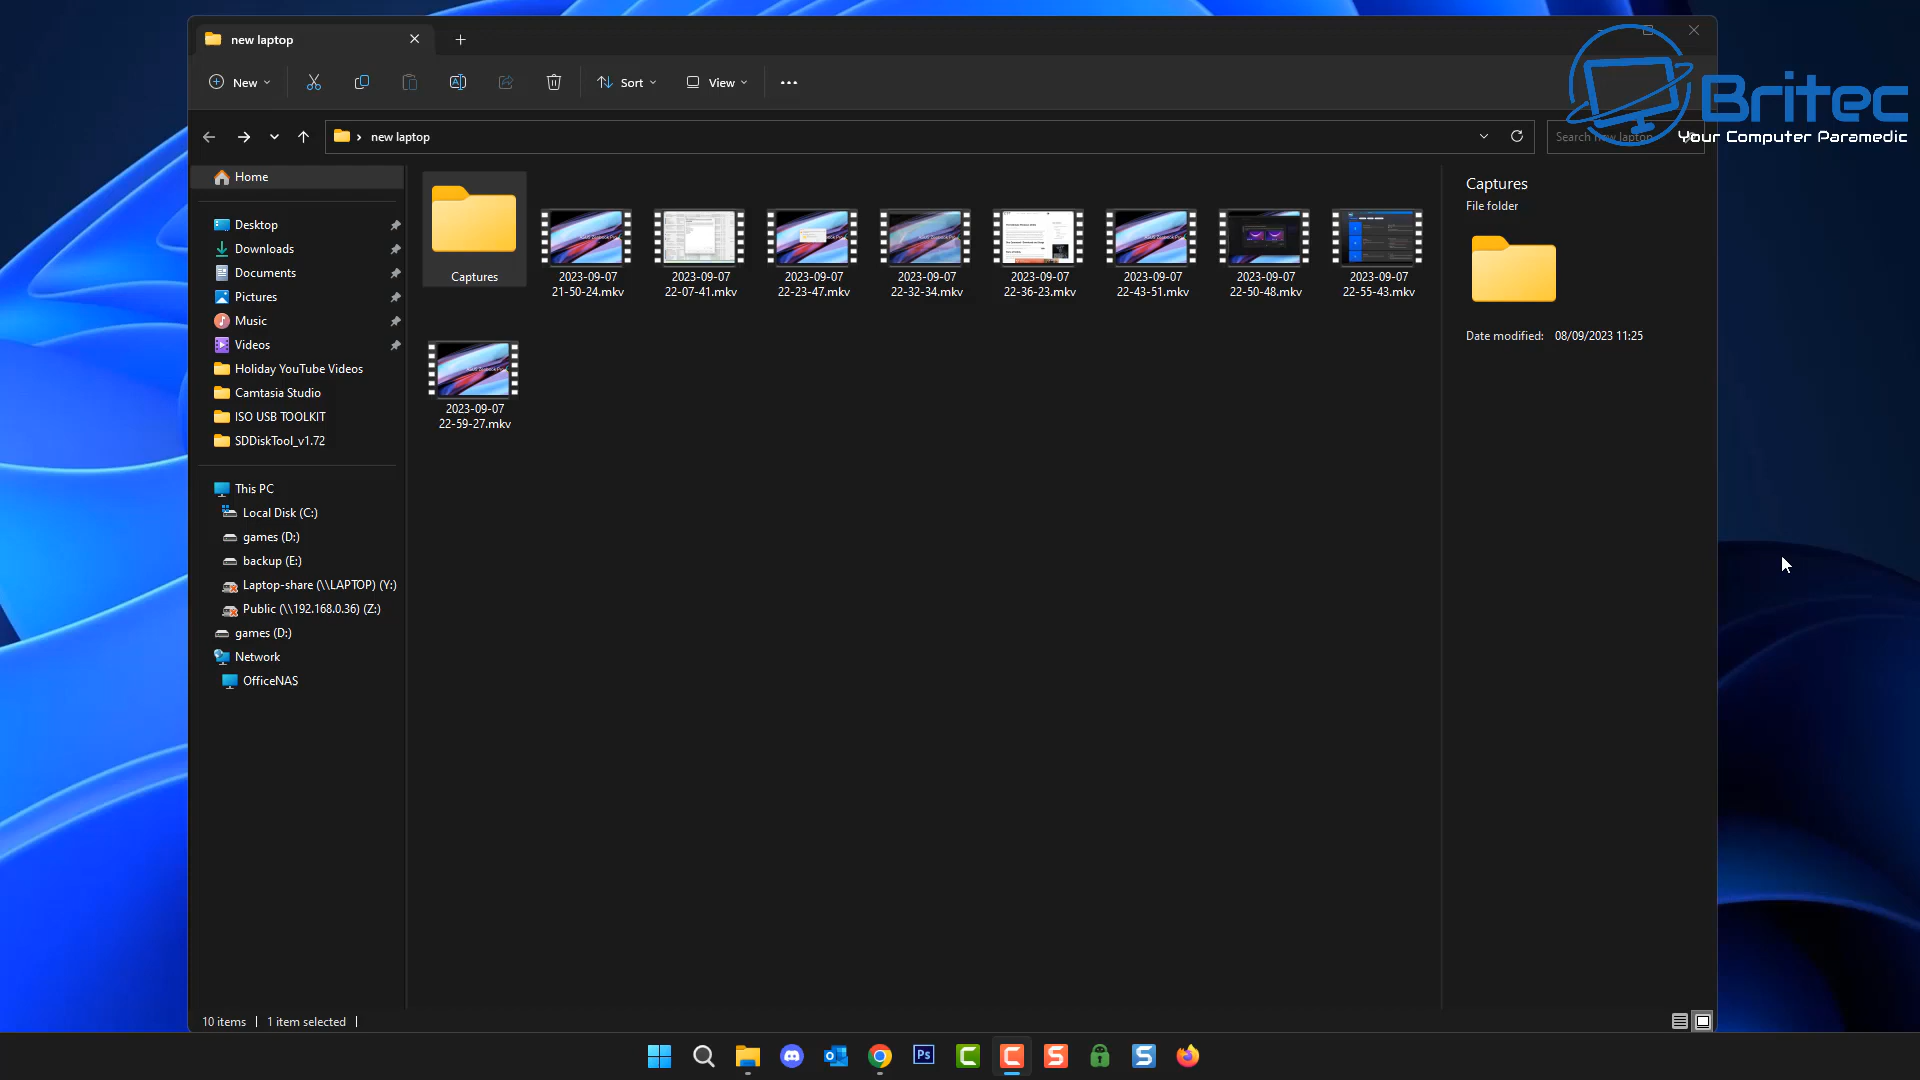 new laptop
New
Sort
View
new laptop
Search new laptop
Britec
Your Computer Paramedic
Home
Desktop
Downloads
Documents
Pictures
Music
Videos
Holiday YouTube Videos
Camtasia Studio
ISO USB TOOLKIT
SDDiskTool_v1.72
This PC
Local Disk (C:)
games (D:)
backup (E:)
Laptop-share (\\LAPTOP) (Y:)
Public (\\192.168.0.36) (Z:)
games (D:)
Network
OfficeNAS
Captures
2023-09-07
21-50-24.mkv
2023-09-07
22-07-41.mkv
2023-09-07
22-23-47.mkv
2023-09-07
22-32-34.mkv
2023-09-07
22-36-23.mkv
2023-09-07
22-43-51.mkv
2023-09-07
22-50-48.mkv
2023-09-07
22-55-43.mkv
2023-09-07
22-59-27.mkv
Captures
File folder
Date modified: 08/09/2023 11:25
10 items
1 item selected
Ps